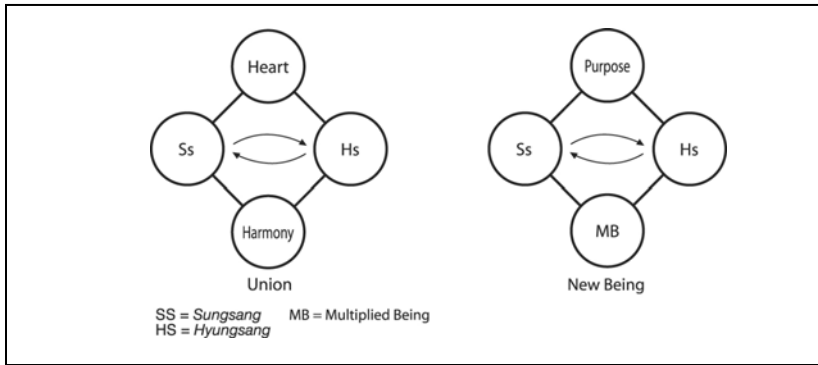 Heart
Ss
Hs
Harmony
Union
Purpose
Ss
Hs
MB
New Being
SS = Sungsang MB = Multiplied Being
HS = Hyungsang